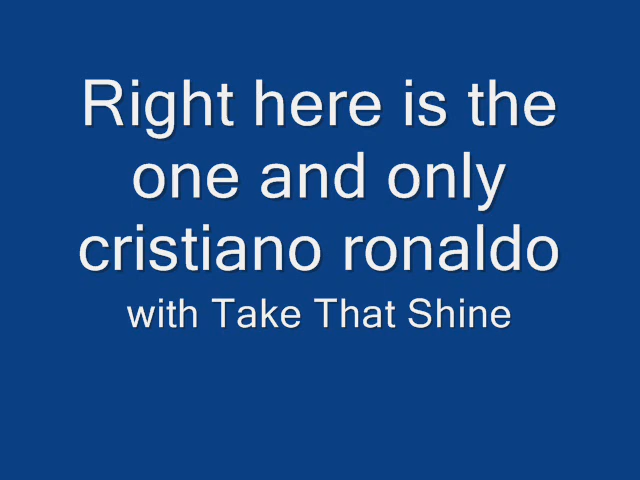 Right here is the
one and only
cristiano ronaldo
with Take That Shine